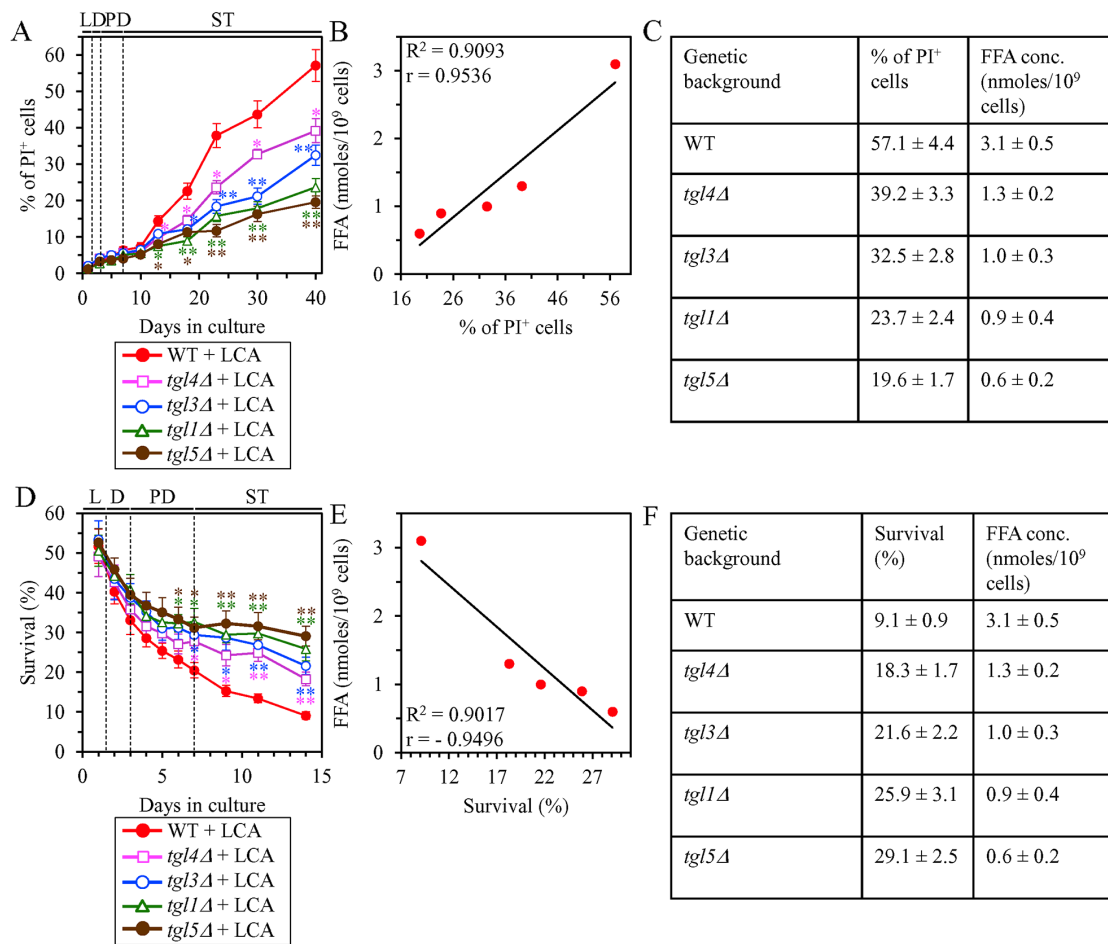 A
L D PD ST
% of PI⁺ cells
60
50
40
30
20
10
0
0 10 20 30 40
Days in culture
* * * * *
* * ** ** **
* ** ** ** **
* * ** ** **
WT + LCA
tgl4Δ + LCA
tgl3Δ + LCA
tgl1Δ + LCA
tgl5Δ + LCA
B
FFA (nmoles/10⁹ cells)
R² = 0.9093
r = 0.9536
3
2
1
0
16 26 36 46 56
% of PI⁺ cells
C
Genetic background
% of PI⁺ cells
FFA conc. (nmoles/10⁹ cells)
WT 57.1 ± 4.4 3.1 ± 0.5
tgl4Δ 39.2 ± 3.3 1.3 ± 0.2
tgl3Δ 32.5 ± 2.8 1.0 ± 0.3
tgl1Δ 23.7 ± 2.4 0.9 ± 0.4
tgl5Δ 19.6 ± 1.7 0.6 ± 0.2
D
L D PD ST
Survival (%)
60
50
40
30
20
10
0
0 5 10 15
Days in culture
* * ** ** **
* * ** ** **
* * ** **
* * ** **
WT + LCA
tgl4Δ + LCA
tgl3Δ + LCA
tgl1Δ + LCA
tgl5Δ + LCA
E
FFA (nmoles/10⁹ cells)
3
2
1
0
R² = 0.9017
r = - 0.9496
7 12 17 22 27
Survival (%)
F
Genetic background
Survival (%)
FFA conc. (nmoles/10⁹ cells)
WT 9.1 ± 0.9 3.1 ± 0.5
tgl4Δ 18.3 ± 1.7 1.3 ± 0.2
tgl3Δ 21.6 ± 2.2 1.0 ± 0.3
tgl1Δ 25.9 ± 3.1 0.9 ± 0.4
tgl5Δ 29.1 ± 2.5 0.6 ± 0.2